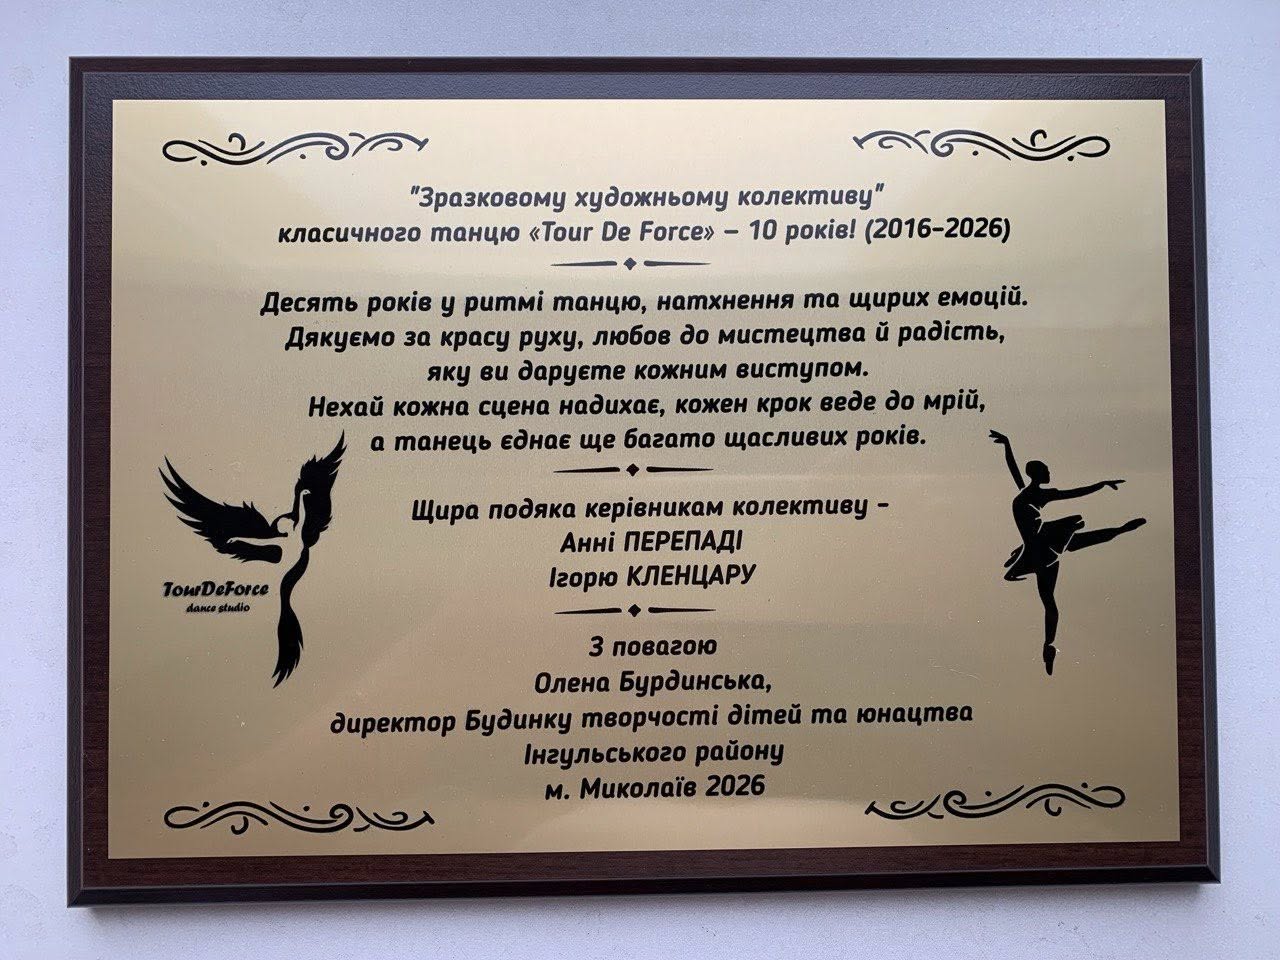 "Зразковому художньому колективу"
класичного танцю «Tour De Force» – 10 років! (2016–2026)
Десять років у ритмі танцю, натхнення та щирих емоцій.
Дякуємо за красу руху, любов до мистецтва й радість,
яку ви даруєте кожним виступом.
Нехай кожна сцена надихає, кожен крок веде до мрій,
а танець єднає ще багато щасливих років.
Щира подяка керівникам колективу –
Анні ПЕРЕПАДІ
Ігорю КЛЕНЦАРУ
TourDeForce
dance studio
З повагою
Олена Бурдинська,
директор Будинку творчості дітей та юнацтва
Інгульського району
м. Миколаїв 2026